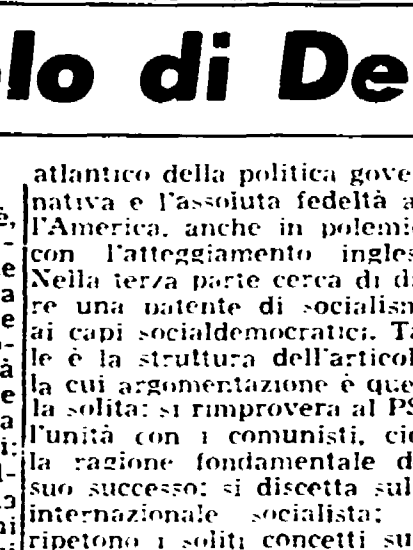 lo di De
atlantico della politica gove
nativa e l'assoluta fedeltà a
l'America, anche in polemic
con l'atteggiamento ingles
Nella terza parte cerca di d
re una patente di socialism
ai capi socialdemocratici. Ta
le è la struttura dell'articol
la cui argomentazione è que
la solita: si rimprovera al PS
l'unità con i comunisti, cio
la ragione fondamentale d
suo successo; si discetta sul
internazionale socialista;
ripetono i soliti concetti su